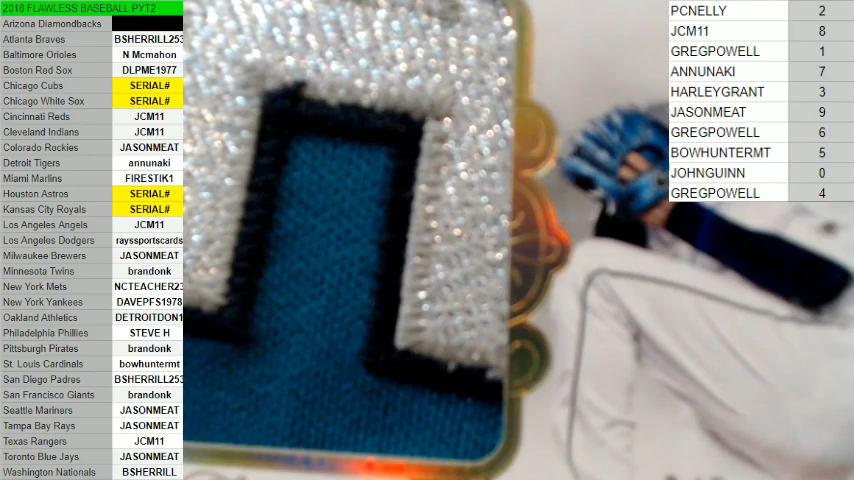 2018 FLAWLESS BASEBALL PYT2
Arizona Diamondbacks
Atlanta Braves BSHERRILL253
Baltimore Orioles N Mcmahon
Boston Red Sox DLPME1977
Chicago Cubs SERIAL#
Chicago White Sox SERIAL#
Cincinnati Reds JCM11
Cleveland Indians JCM11
Colorado Rockies JASONMEAT
Detroit Tigers annunaki
Miami Marlins FIRESTIK1
Houston Astros SERIAL#
Kansas City Royals SERIAL#
Los Angeles Angels JCM11
Los Angeles Dodgers rayssportscards
Milwaukee Brewers JASONMEAT
Minnesota Twins brandonk
New York Mets NCTEACHER23
New York Yankees DAVEPFS1978
Oakland Athletics DETROITDON1
Philadelphia Phillies STEVE H
Pittsburgh Pirates brandonk
St. Louis Cardinals bowhuntermt
San Diego Padres BSHERRILL253
San Francisco Giants brandonk
Seattle Mariners JASONMEAT
Tampa Bay Rays JASONMEAT
Texas Rangers JCM11
Toronto Blue Jays JASONMEAT
Washington Nationals BSHERRILL
PCNELLY 2
JCM11 8
GREGPOWELL 1
ANNUNAKI 7
HARLEYGRANT 3
JASONMEAT 9
GREGPOWELL 6
BOWHUNTERMT 5
JOHNGUINN 0
GREGPOWELL 4